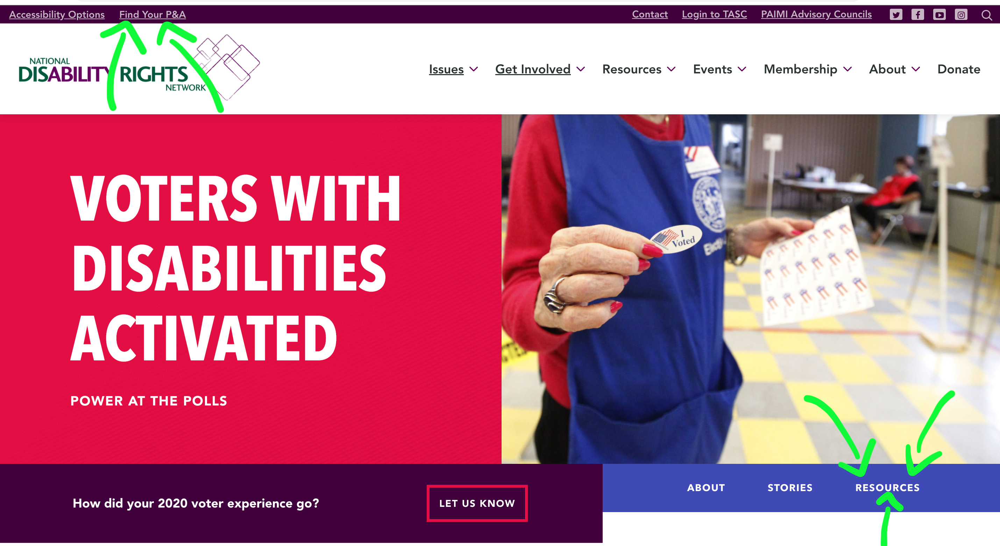 Accessibility Options Find Your P&A Contact Login to TASC PAIMI Advisory Councils
NATIONAL
DISABILITY RIGHTS
NETWORK
Issues Get Involved Resources Events Membership About Donate
VOTERS WITH
DISABILITIES
ACTIVATED
POWER AT THE POLLS
I
Voted
How did your 2020 voter experience go?
LET US KNOW
ABOUT STORIES RESOURCES